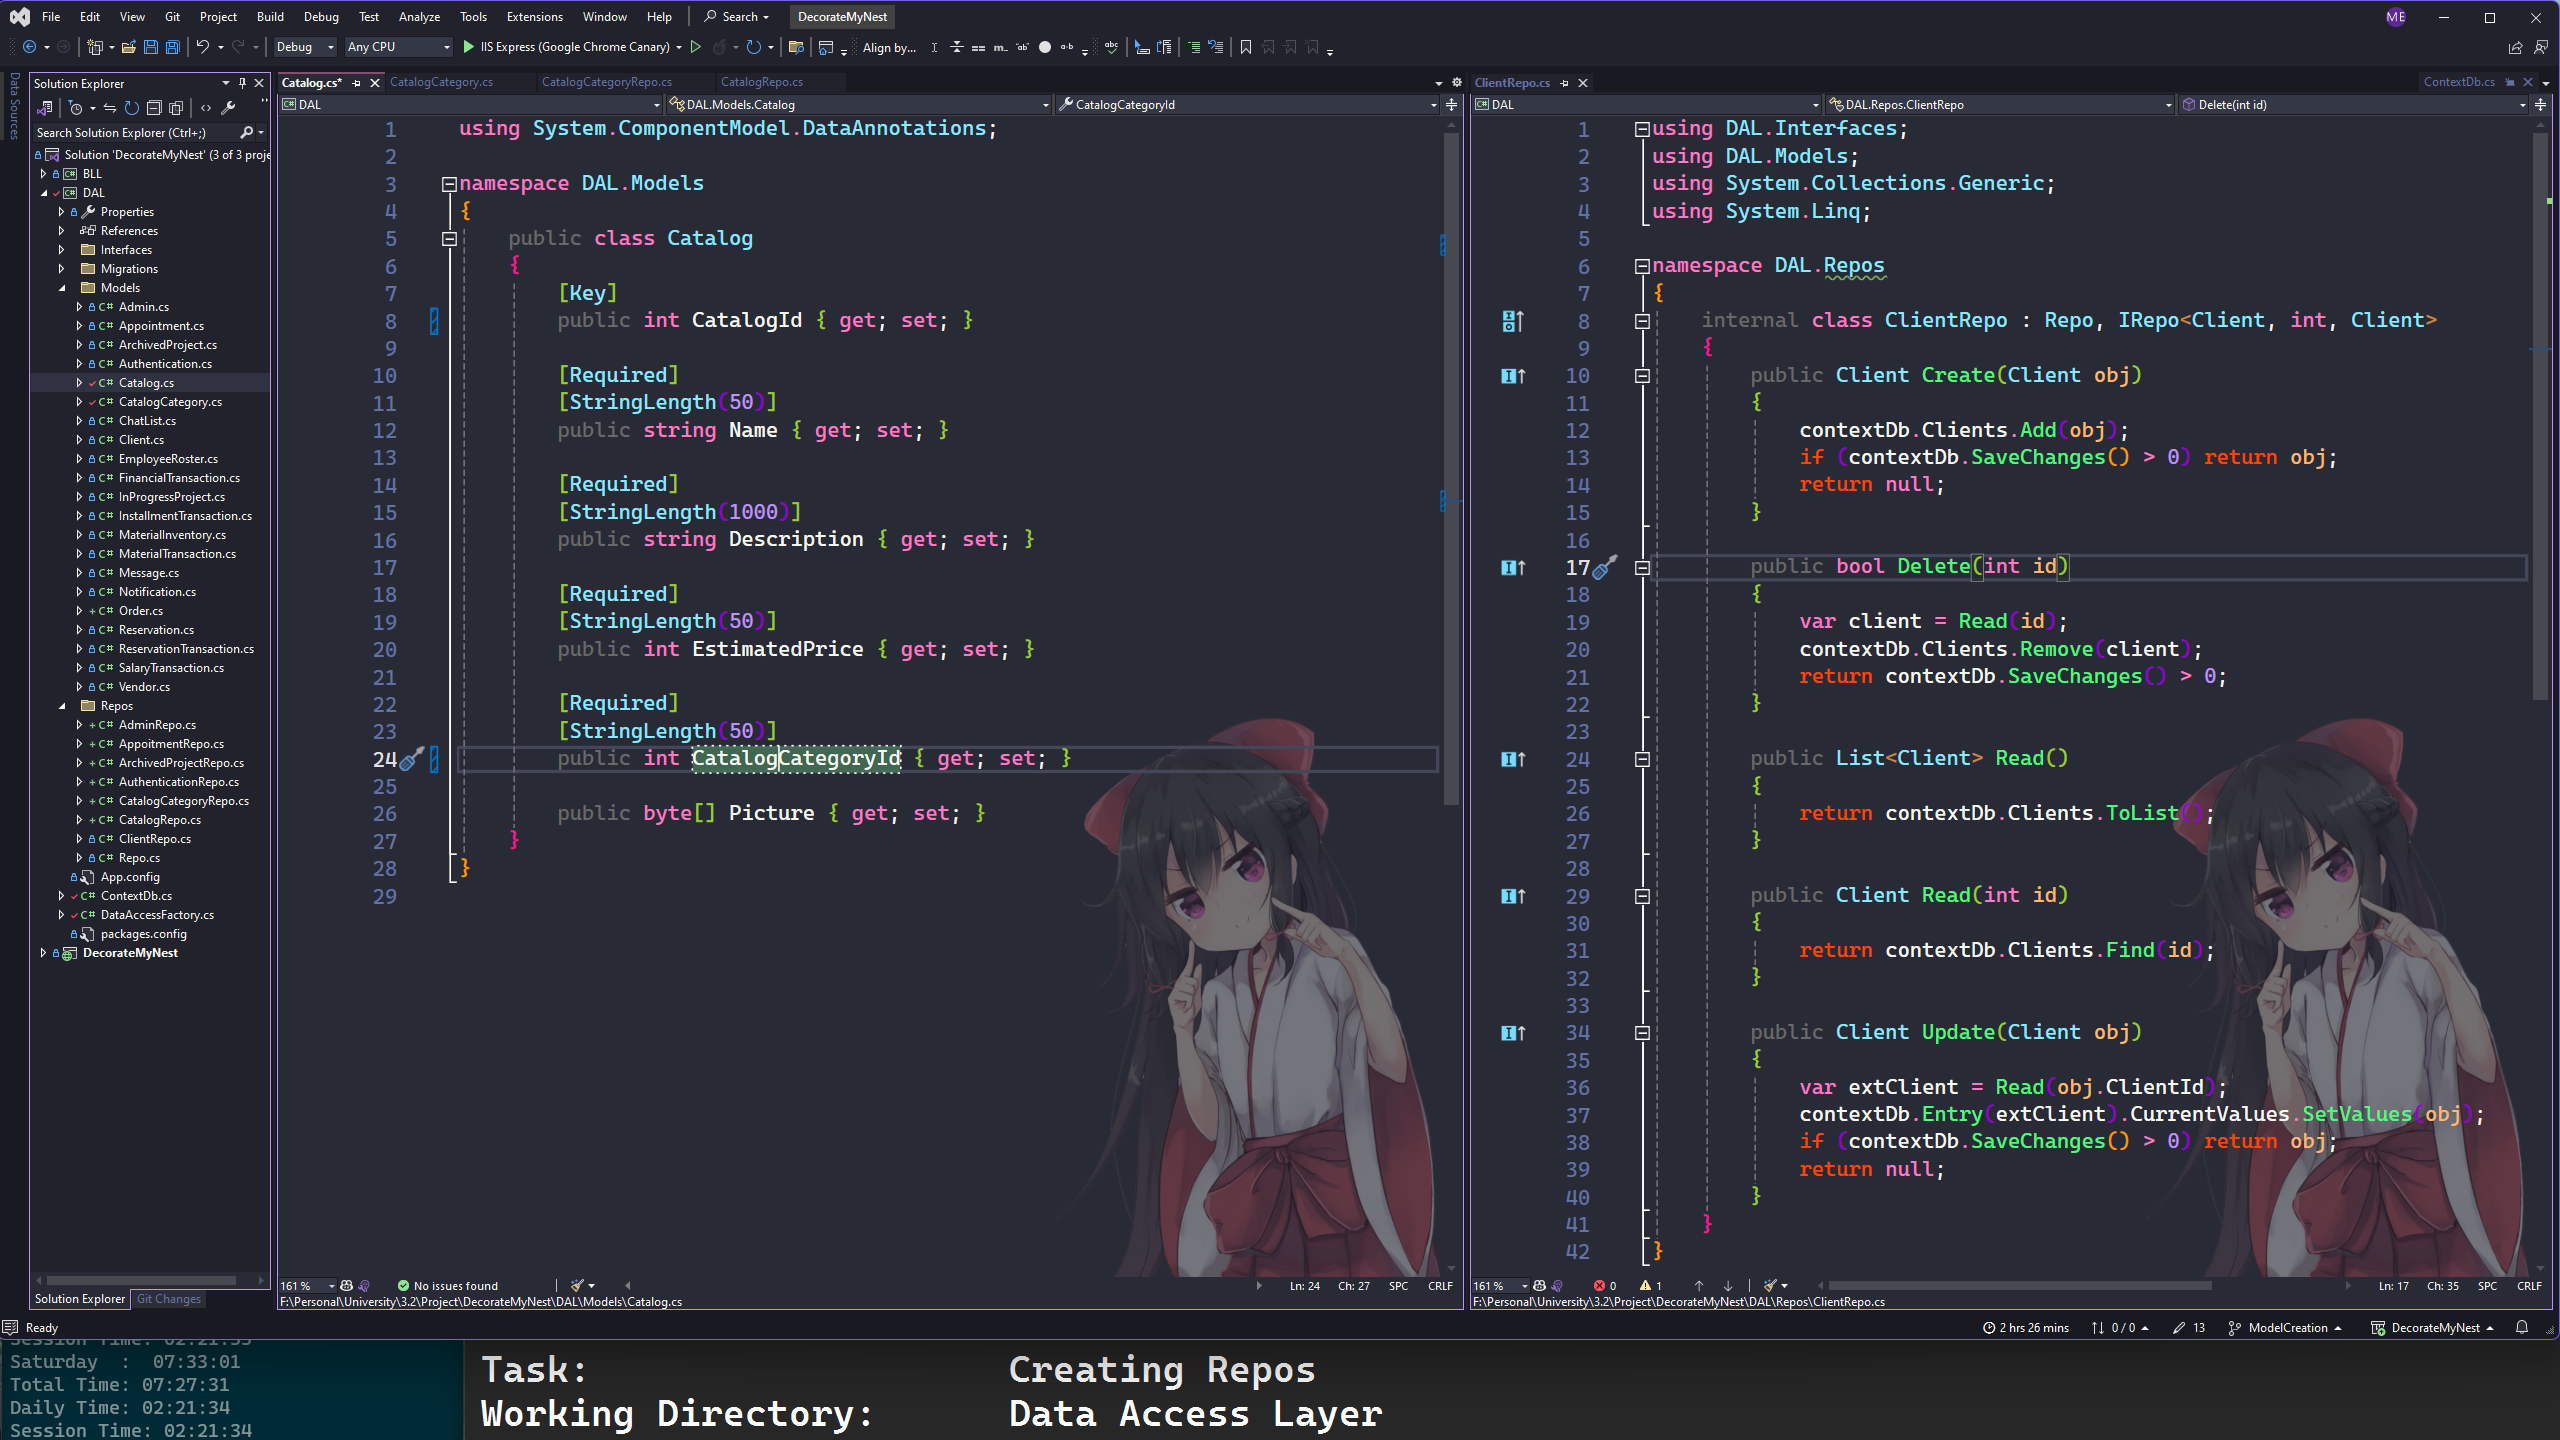 File Edit View Git Project Build Debug Test Analyze Tools Extensions Window Help Search DecorateMyNest ME
Debug Any CPU IIS Express (Google Chrome Canary) Align by...
Data Sources
Solution Explorer
Search Solution Explorer (Ctrl+;)
Solution 'DecorateMyNest' (3 of 3 proje
BLL
DAL
Properties
References
Interfaces
Migrations
Models
C# Admin.cs
C# Appointment.cs
C# ArchivedProject.cs
C# Authentication.cs
C# Catalog.cs
C# CatalogCategory.cs
C# ChatList.cs
C# Client.cs
C# EmployeeRoster.cs
C# FinancialTransaction.cs
C# InProgressProject.cs
C# InstallmentTransaction.cs
C# MaterialInventory.cs
C# MaterialTransaction.cs
C# Message.cs
C# Notification.cs
+ C# Order.cs
C# Reservation.cs
C# ReservationTransaction.cs
C# SalaryTransaction.cs
C# Vendor.cs
Repos
+ C# AdminRepo.cs
+ C# AppoitmentRepo.cs
+ C# ArchivedProjectRepo.cs
+ C# AuthenticationRepo.cs
+ C# CatalogCategoryRepo.cs
+ C# CatalogRepo.cs
C# ClientRepo.cs
C# Repo.cs
App.config
C# ContextDb.cs
C# DataAccessFactory.cs
packages.config
DecorateMyNest
Solution Explorer Git Changes
Catalog.cs* CatalogCategory.cs CatalogCategoryRepo.cs CatalogRepo.cs
DAL DAL.Models.Catalog CatalogCategoryId
1 using System.ComponentModel.DataAnnotations;
2
3 namespace DAL.Models
4 {
5 public class Catalog
6 {
7 [Key]
8 public int CatalogId { get; set; }
9
10 [Required]
11 [StringLength(50)]
12 public string Name { get; set; }
13
14 [Required]
15 [StringLength(1000)]
16 public string Description { get; set; }
17
18 [Required]
19 [StringLength(50)]
20 public int EstimatedPrice { get; set; }
21
22 [Required]
23 [StringLength(50)]
24 public int CatalogCategoryId { get; set; }
25
26 public byte[] Picture { get; set; }
27 }
28 }
29
161 % No issues found Ln: 24 Ch: 27 SPC CRLF
F:\Personal\University\3.2\Project\DecorateMyNest\DAL\Models\Catalog.cs
ClientRepo.cs ContextDb.cs
DAL DAL.Repos.ClientRepo Delete(int id)
1 using DAL.Interfaces;
2 using DAL.Models;
3 using System.Collections.Generic;
4 using System.Linq;
5
6 namespace DAL.Repos
7 {
8 internal class ClientRepo : Repo, IRepo<Client, int, Client>
9 {
10 public Client Create(Client obj)
11 {
12 contextDb.Clients.Add(obj);
13 if (contextDb.SaveChanges() > 0) return obj;
14 return null;
15 }
16
17 public bool Delete(int id)
18 {
19 var client = Read(id);
20 contextDb.Clients.Remove(client);
21 return contextDb.SaveChanges() > 0;
22 }
23
24 public List<Client> Read()
25 {
26 return contextDb.Clients.ToList();
27 }
28
29 public Client Read(int id)
30 {
31 return contextDb.Clients.Find(id);
32 }
33
34 public Client Update(Client obj)
35 {
36 var extClient = Read(obj.ClientId);
37 contextDb.Entry(extClient).CurrentValues.SetValues(obj);
38 if (contextDb.SaveChanges() > 0) return obj;
39 return null;
40 }
41 }
42 }
161 % 0 1 Ln: 17 Ch: 35 SPC CRLF
F:\Personal\University\3.2\Project\DecorateMyNest\DAL\Repos\ClientRepo.cs
Ready 2 hrs 26 mins 0 / 0 13 ModelCreation DecorateMyNest
Session Time: 02:21:33
Saturday : 07:33:01
Total Time: 07:27:31
Daily Time: 02:21:34
Session Time: 02:21:34
Task: Creating Repos
Working Directory: Data Access Layer